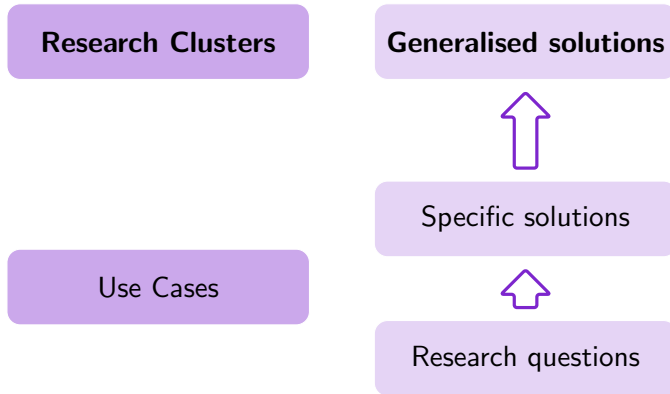 Research Clusters
Generalised solutions
Specific solutions
Use Cases
Research questions